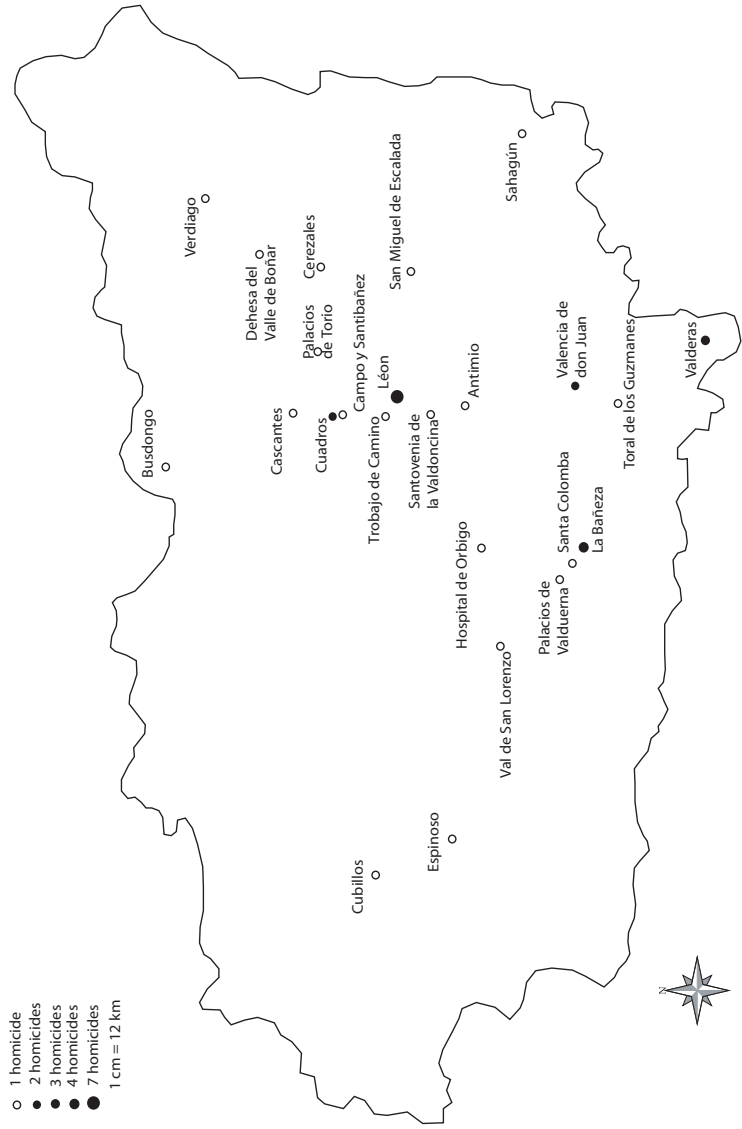 1 homicide
2 homicides
3 homicides
4 homicides
7 homicides
1 cm = 12 km
Busdongo
Verdiago
Dehesa del
Valle de Boñar
Cascantes
Palacios
de Torio
Cerezales
Cuadros
Campo y Santibañez
Cubillos
Trobajo de Camino
Léon
San Miguel de Escalada
Santovenia de
la Valdoncina
Espinoso
Hospital de Orbigo
Antimio
Val de San Lorenzo
Sahagún
Palacios de
Valduerna
Santa Colomba
La Bañeza
Valencia de
don Juan
Toral de los Guzmanes
Valderas
N